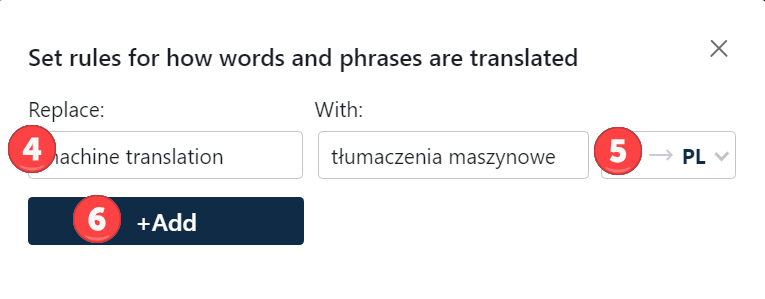 Set rules for how words and phrases are translated
Replace:
With:
4
achine translation
tłumaczenia maszynowe
5
→ PL
6
+Add